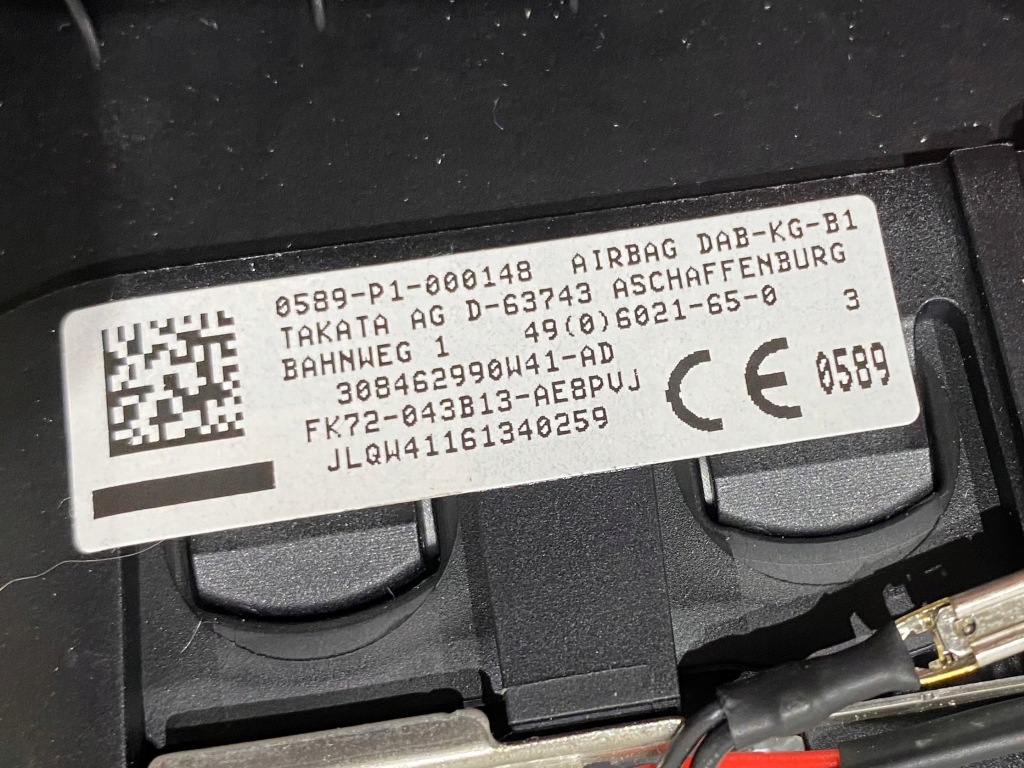 0589-P1-000148 AIRBAG DAB-KG-B1
TAKATA AG D-63743 ASCHAFFENBURG
BAHNWEG 1 49(0)6021-65-0 3
308462990W41-AD
FK72-043B13-AE8PVJ
JLQW41161340259
CE 0589